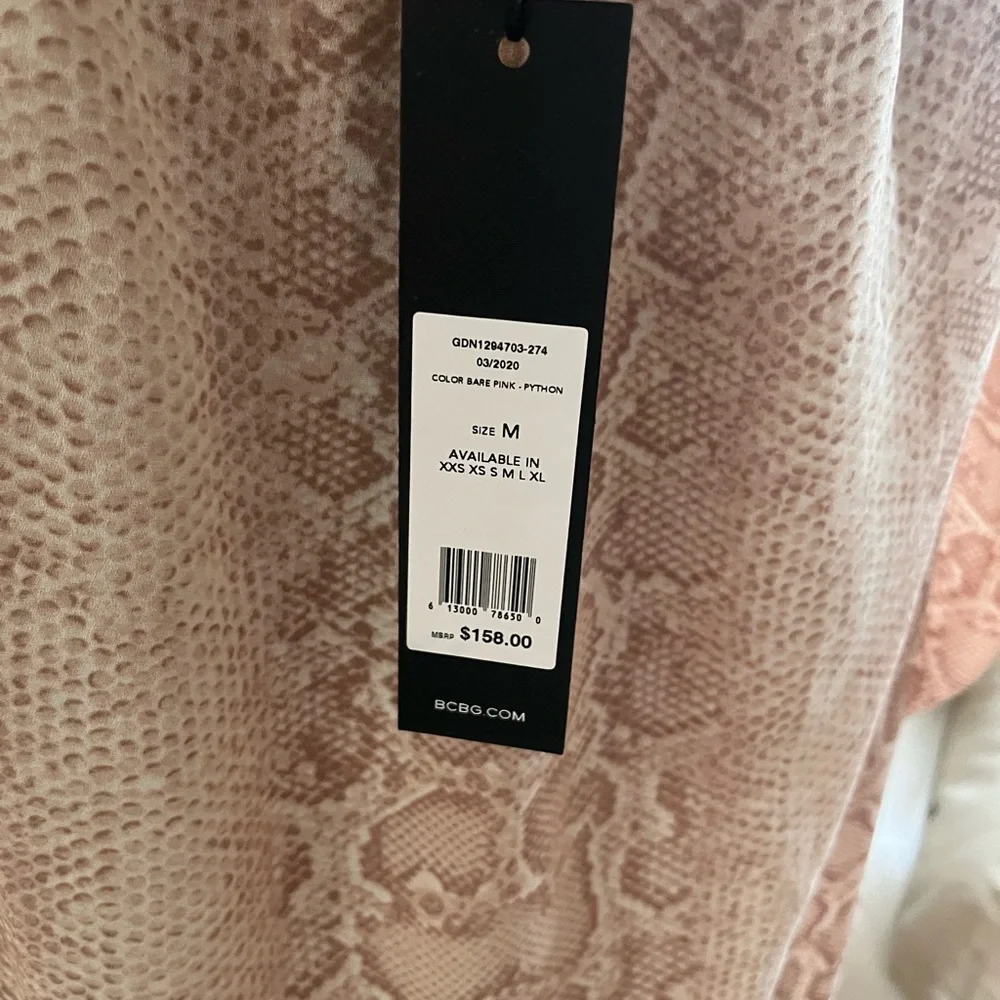 GDN1294703-274
03/2020
COLOR BARE PINK - PYTHON
SIZE M
AVAILABLE IN
XXS XS S M L XL
6 13000 78650 0
MSRP $158.00
BCBG.COM